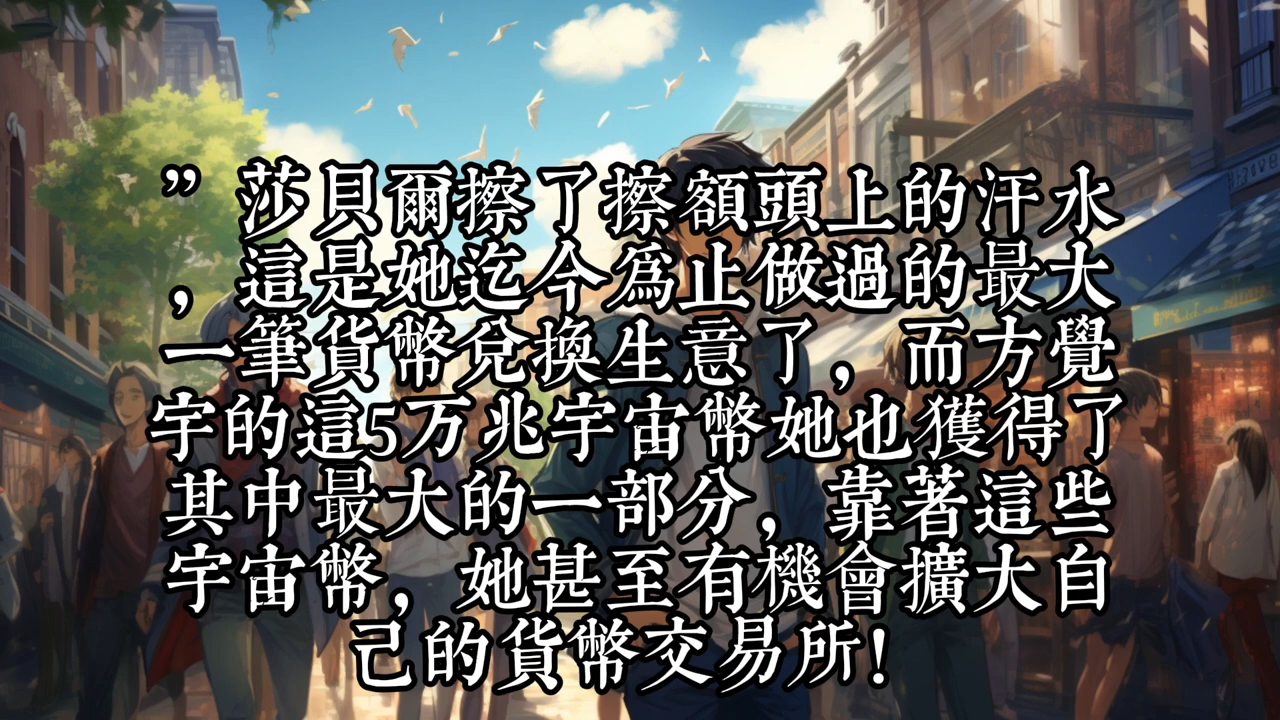 ”莎貝爾擦了擦額頭上的汗水
，這是她迄今為止做過的最大
一筆貨幣兌換生意了，而方覺
宇的這5万兆宇宙幣她也獲得了
其中最大的一部分，靠著這些
宇宙幣，她甚至有機會擴大自
己的貨幣交易所！